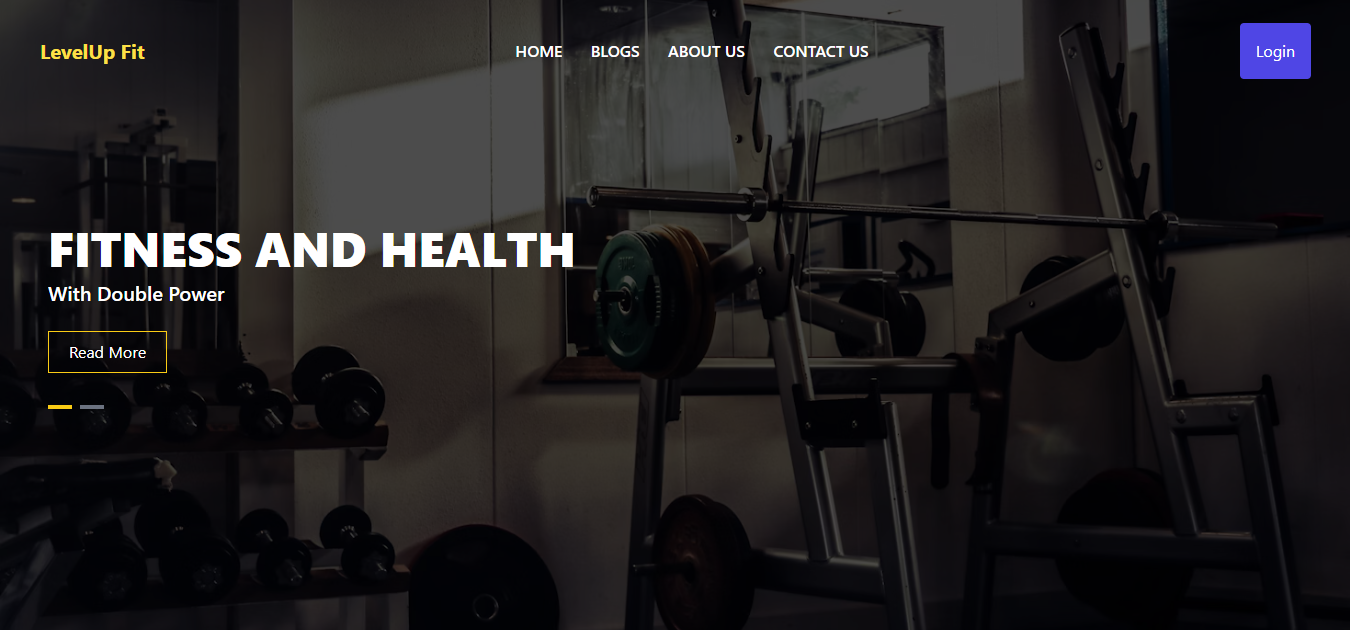 LevelUp Fit
HOME BLOGS ABOUT US CONTACT US
Login
FITNESS AND HEALTH
With Double Power
Read More